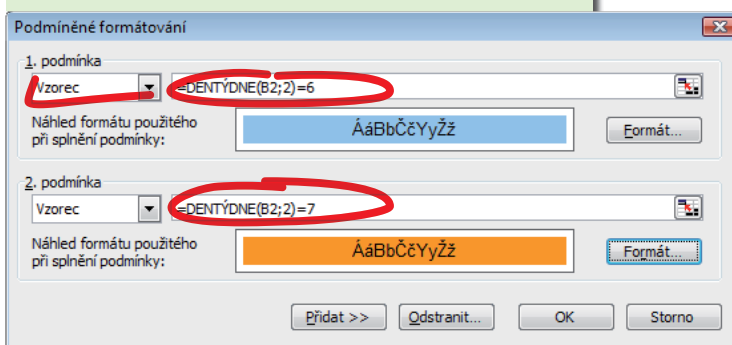 Podmíněné formátování
1. podmínka
Vzorec =DENTÝDNE(B2;2)=6
Náhled formátu použitého
při splnění podmínky:
ÁáBbČčYyŽž
Formát...
2. podmínka
Vzorec =DENTÝDNE(B2;2)=7
Náhled formátu použitého
při splnění podmínky:
ÁáBbČčYyŽž
Formát...
Přidat >> Odstranit... OK Storno